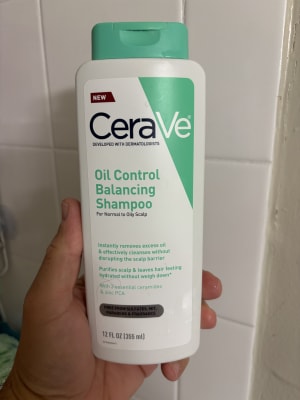 NEW
CeraVe
DEVELOPED WITH DERMATOLOGISTS
Oil Control
Balancing
Shampoo
For Normal to Oily Scalp
Instantly removes excess oil
& effectively cleanses without
disrupting the scalp barrier
Purifies scalp & leaves hair feeling
hydrated without weigh down*
With 3 essential ceramides
& zinc PCA
12 FL OZ (355 ml)